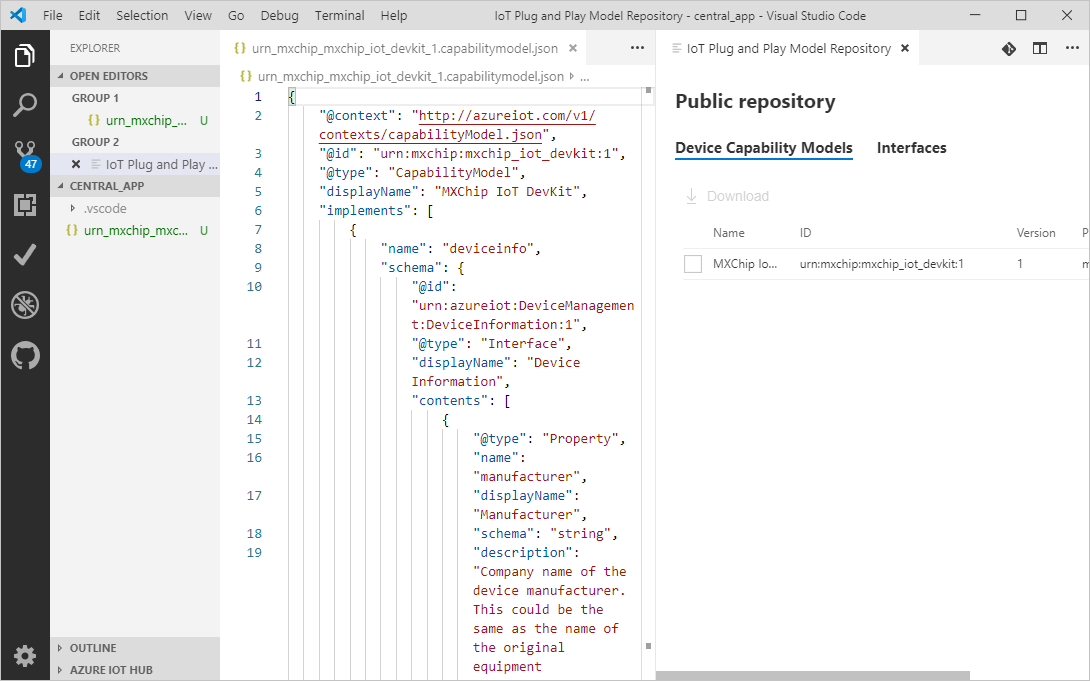 File Edit Selection View Go Debug Terminal Help IoT Plug and Play Model Repository - central_app - Visual Studio Code
EXPLORER
OPEN EDITORS
GROUP 1
{} urn_mxchip_... U
GROUP 2
IoT Plug and Play ...
CENTRAL_APP
.vscode
{} urn_mxchip_mxc... U
47
OUTLINE
AZURE IOT HUB
{} urn_mxchip_mxchip_iot_devkit_1.capabilitymodel.json
{} urn_mxchip_mxchip_iot_devkit_1.capabilitymodel.json ...
1 {
2 "@context": "http://azureiot.com/v1/
contexts/capabilityModel.json",
3 "@id": "urn:mxchip:mxchip_iot_devkit:1",
4 "@type": "CapabilityModel",
5 "displayName": "MXChip IoT DevKit",
6 "implements": [
7 {
8 "name": "deviceinfo",
9 "schema": {
10 "@id":
"urn:azureiot:DeviceManagemen
t:DeviceInformation:1",
11 "@type": "Interface",
12 "displayName": "Device
Information",
13 "contents": [
14 {
15 "@type": "Property",
16 "name":
"manufacturer",
17 "displayName":
"Manufacturer",
18 "schema": "string",
19 "description":
"Company name of the
device manufacturer.
This could be the
same as the name of
the original
equipment
IoT Plug and Play Model Repository
Public repository
Device Capability Models Interfaces
Download
Name ID Version P
MXChip Io... urn:mxchip:mxchip_iot_devkit:1 1 m